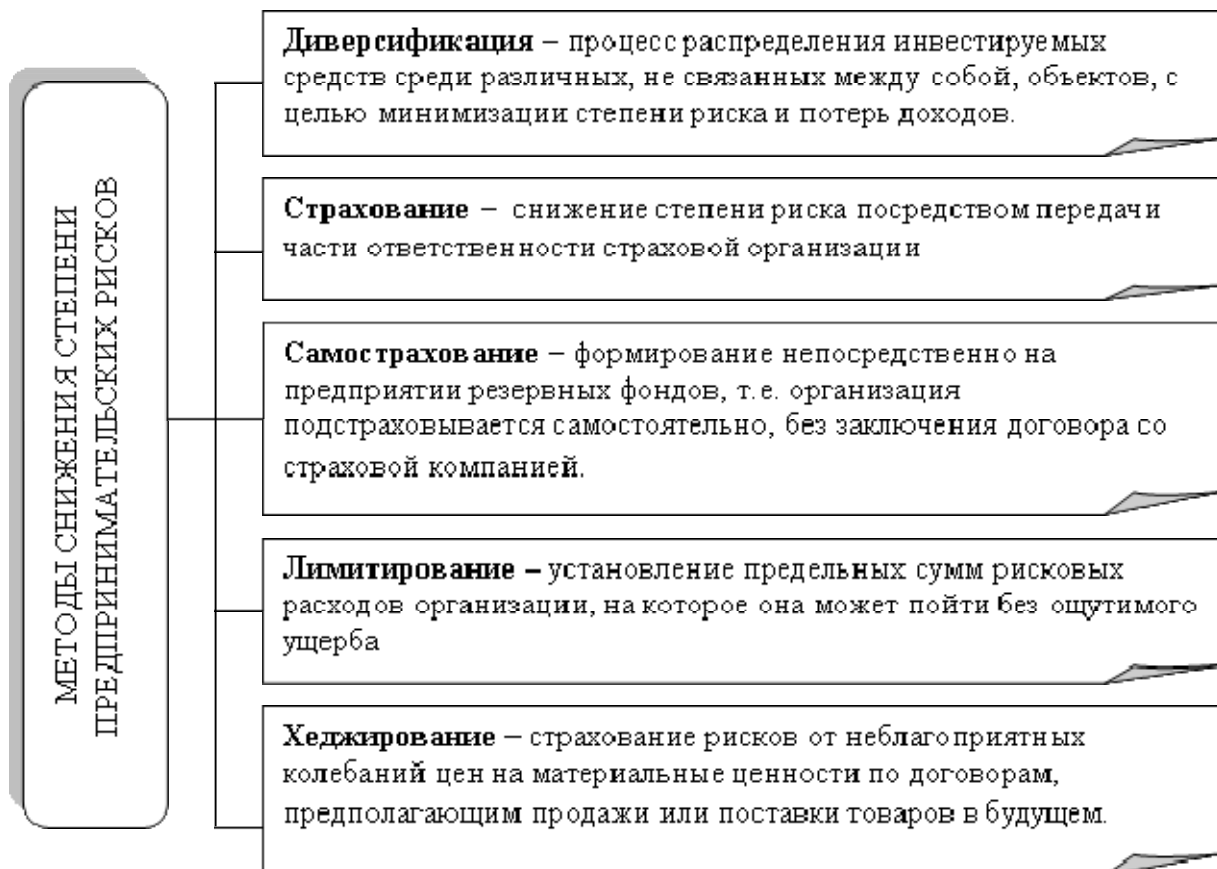 МЕТОДЫ СНИЖЕНИЯ СТЕПЕНИ
ПРЕДПРИНИМАТЕЛЬСКИХ РИСКОВ
Диверсификация – процесс распределения инвестируемых
средств среди различных, не связанных между собой, объектов, с
целью минимизации степени риска и потерь доходов.
Страхование – снижение степени риска посредством передачи
части ответственности страховой организации
Самострахование – формирование непосредственно на
предприятии резервных фондов, т.е. организация
подстраховывается самостоятельно, без заключения договора со
страховой компанией.
Лимитирование – установление предельных сумм рисковых
расходов организации, на которое она может пойти без ощутимого
ущерба
Хеджирование – страхование рисков от неблагоприятных
колебаний цен на материальные ценности по договорам,
предполагающим продажи или поставки товаров в будущем.